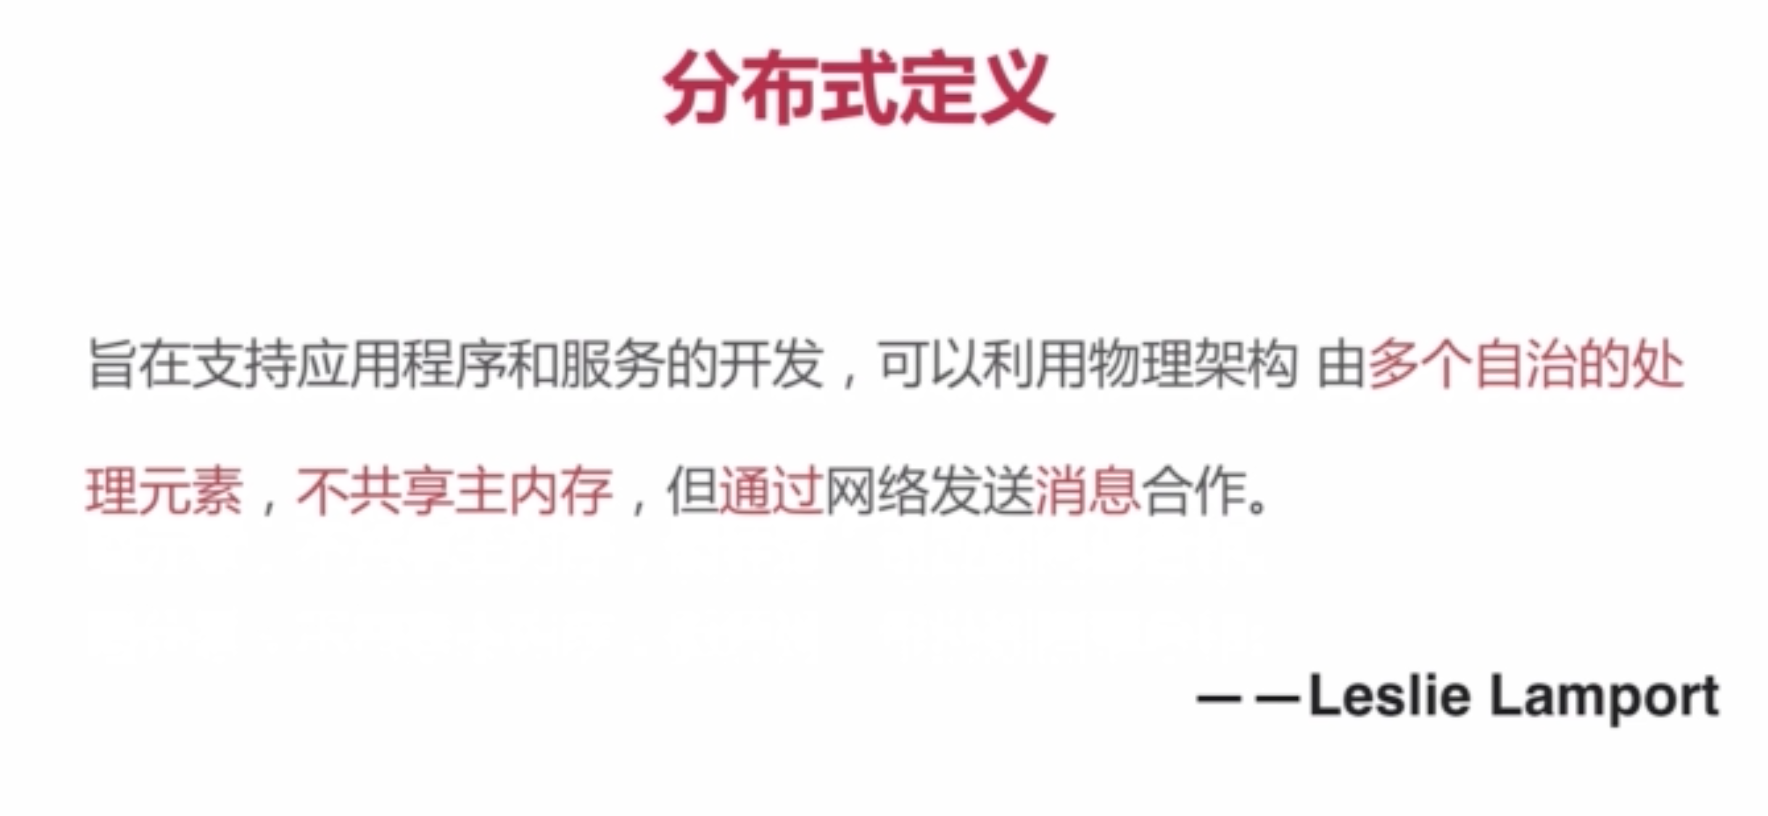 分布式定义
旨在支持应用程序和服务的开发，可以利用物理架构 由多个自治的处
理元素，不共享主内存，但通过网络发送消息合作。
——Leslie Lamport